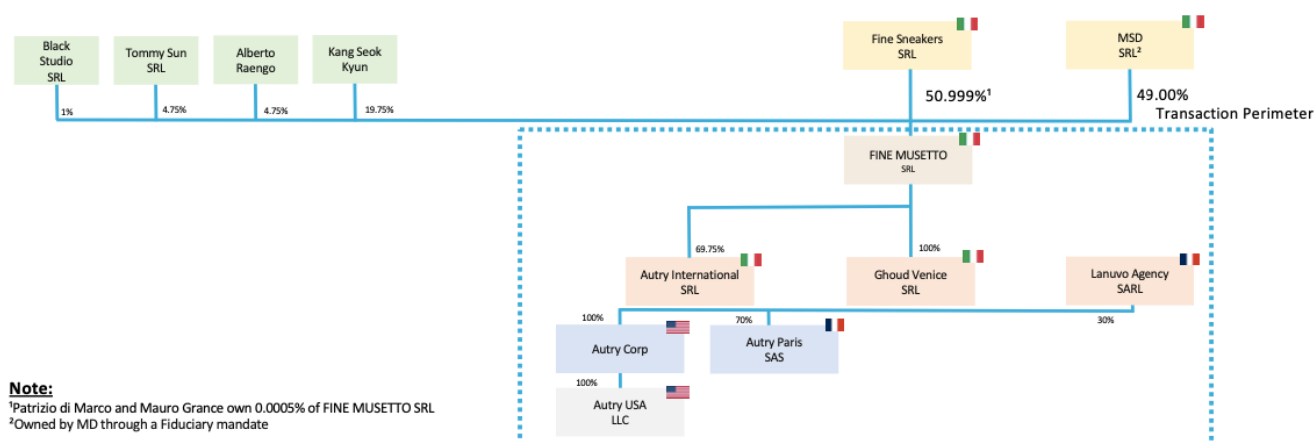 Black
Studio
SRL
Tommy Sun
SRL
Alberto
Raengo
Kang Seok
Kyun
Fine Sneakers
SRL
MSD
SRL²
1%
4.75%
4.75%
19.75%
50.999%¹
49.00%
Transaction Perimeter
FINE MUSETTO
SRL
69.75%
100%
Autry International
SRL
Ghoud Venice
SRL
Lanuvo Agency
SARL
100%
70%
30%
Autry Corp
Autry Paris
SAS
100%
Autry USA
LLC
Note:
¹Patrizio di Marco and Mauro Grance own 0.0005% of FINE MUSETTO SRL
²Owned by MD through a Fiduciary mandate